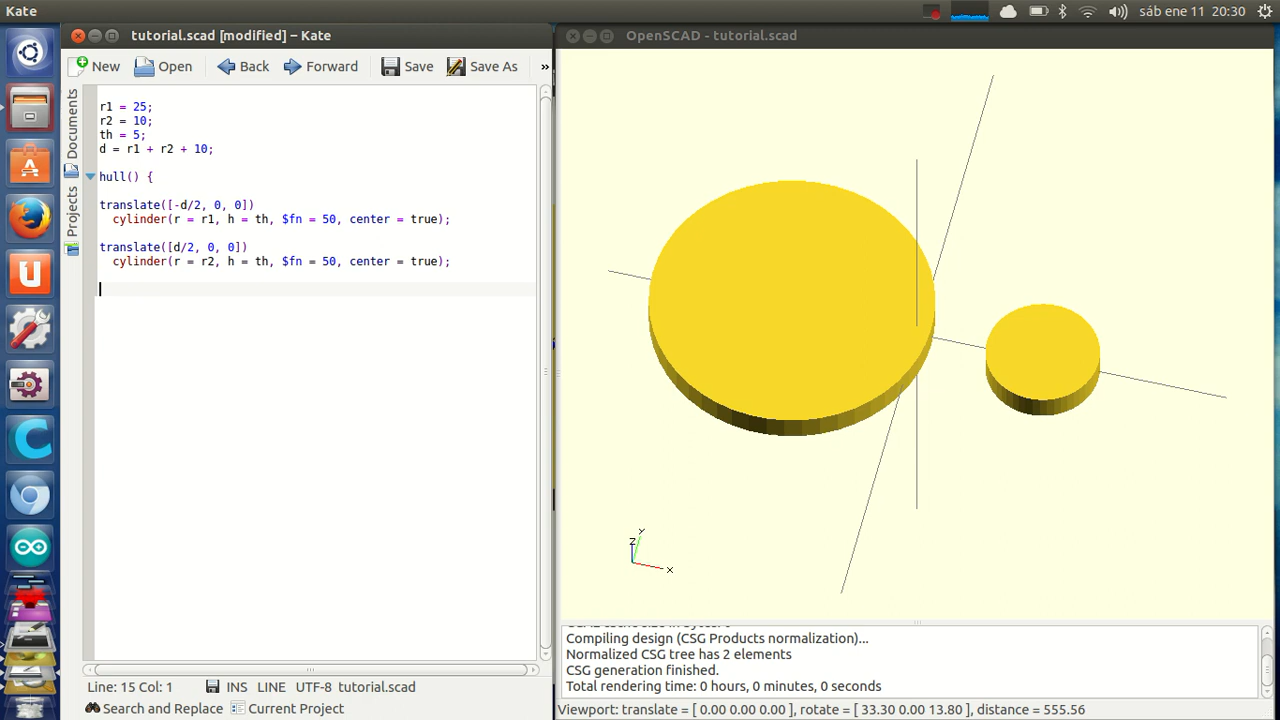 Kate
sáb ene 11 20:30
tutorial.scad [modified] – Kate
New Open Back Forward Save Save As »
Documents
Projects
r1 = 25;
r2 = 10;
th = 5;
d = r1 + r2 + 10;
hull() {
translate([-d/2, 0, 0])
cylinder(r = r1, h = th, $fn = 50, center = true);
translate([d/2, 0, 0])
cylinder(r = r2, h = th, $fn = 50, center = true);
Line: 15 Col: 1 INS LINE UTF-8 tutorial.scad
Search and Replace Current Project
OpenSCAD - tutorial.scad
Y
Z
X
Compiling design (CSG Products normalization)...
Normalized CSG tree has 2 elements
CSG generation finished.
Total rendering time: 0 hours, 0 minutes, 0 seconds
Viewport: translate = [ 0.00 0.00 0.00 ], rotate = [ 33.30 0.00 13.80 ], distance = 555.56